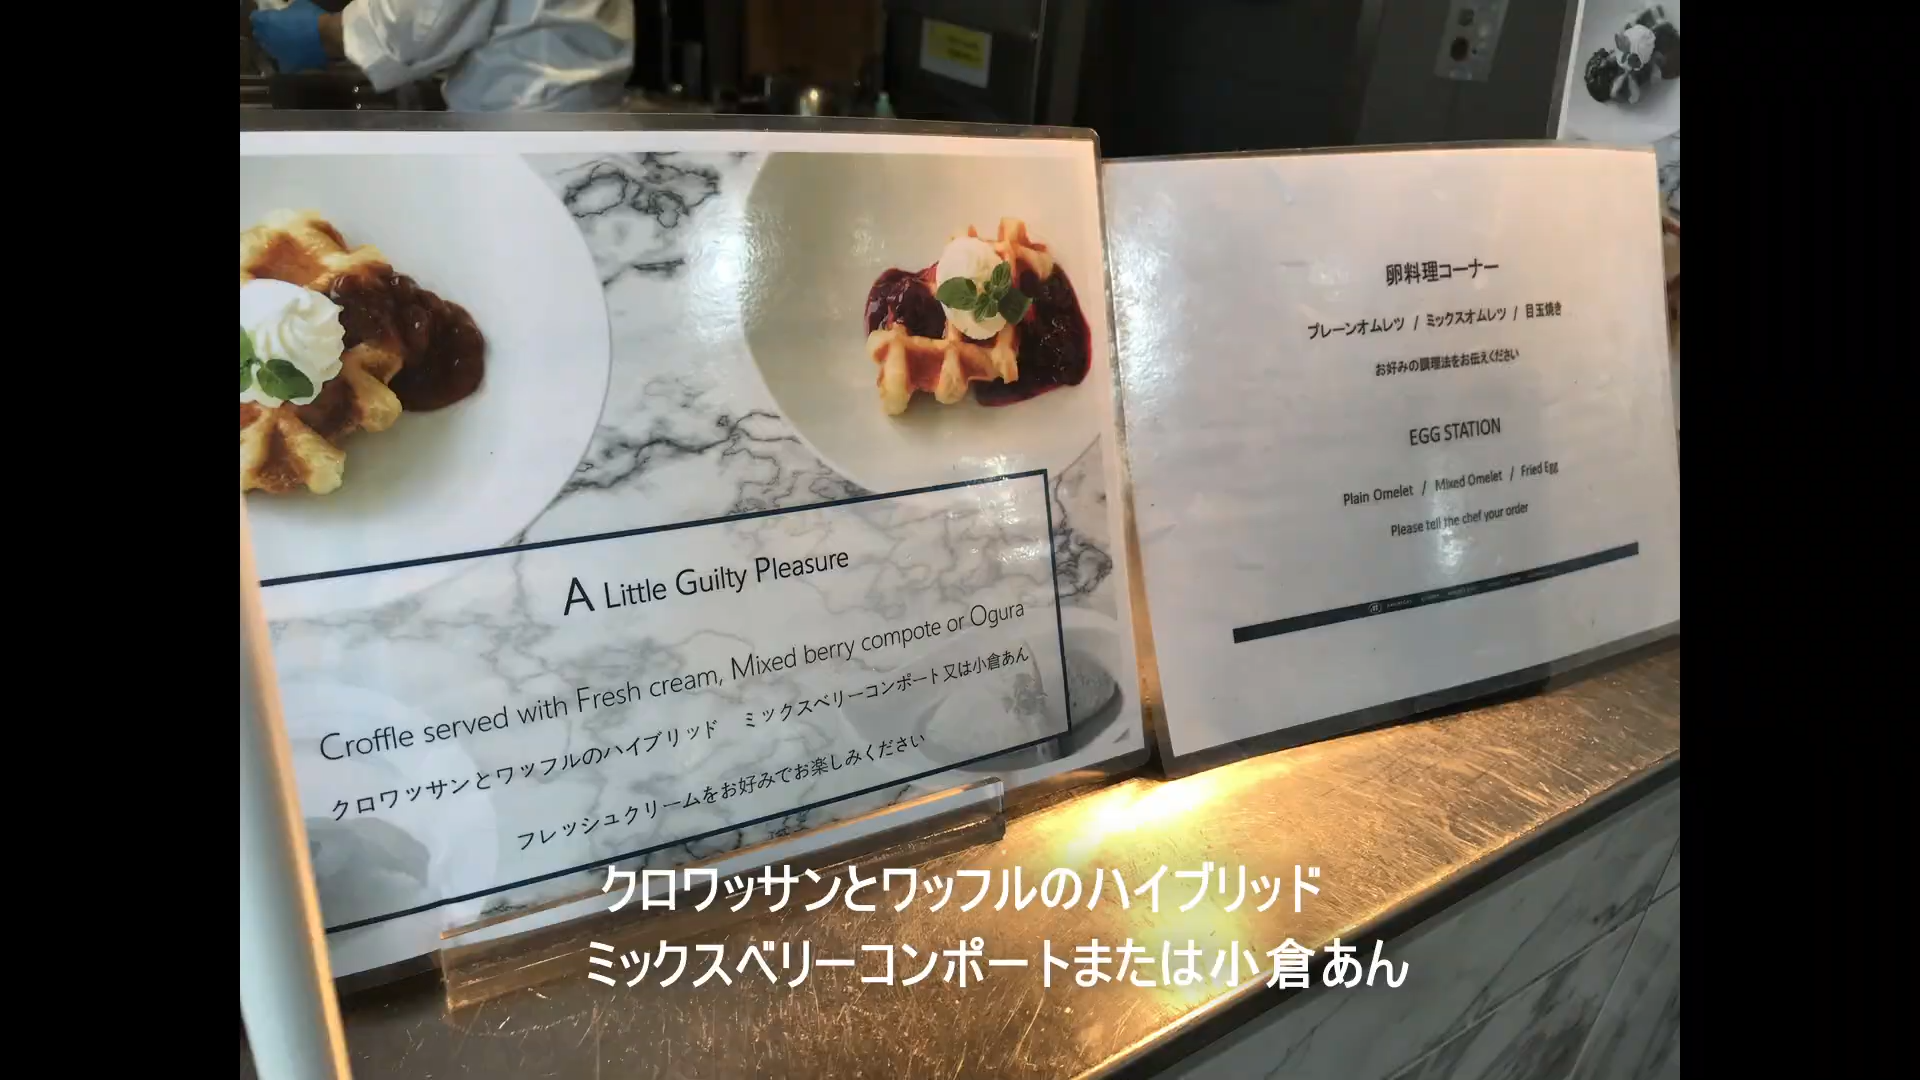 A Little Guilty Pleasure
Croffle served with Fresh cream, Mixed berry compote or Ogura
クロワッサンとワッフルのハイブリッド　ミックスベリーコンポート又は小倉あん
フレッシュクリームをお好みでお楽しみください
卵料理コーナー
プレーンオムレツ / ミックスオムレツ / 目玉焼き
お好みの調理法をお伝えください
EGG STATION
Plain Omelet / Mixed Omelet / Fried Egg
Please tell the chef your order
クロワッサンとワッフルのハイブリッド
ミックスベリーコンポートまたは小倉あん